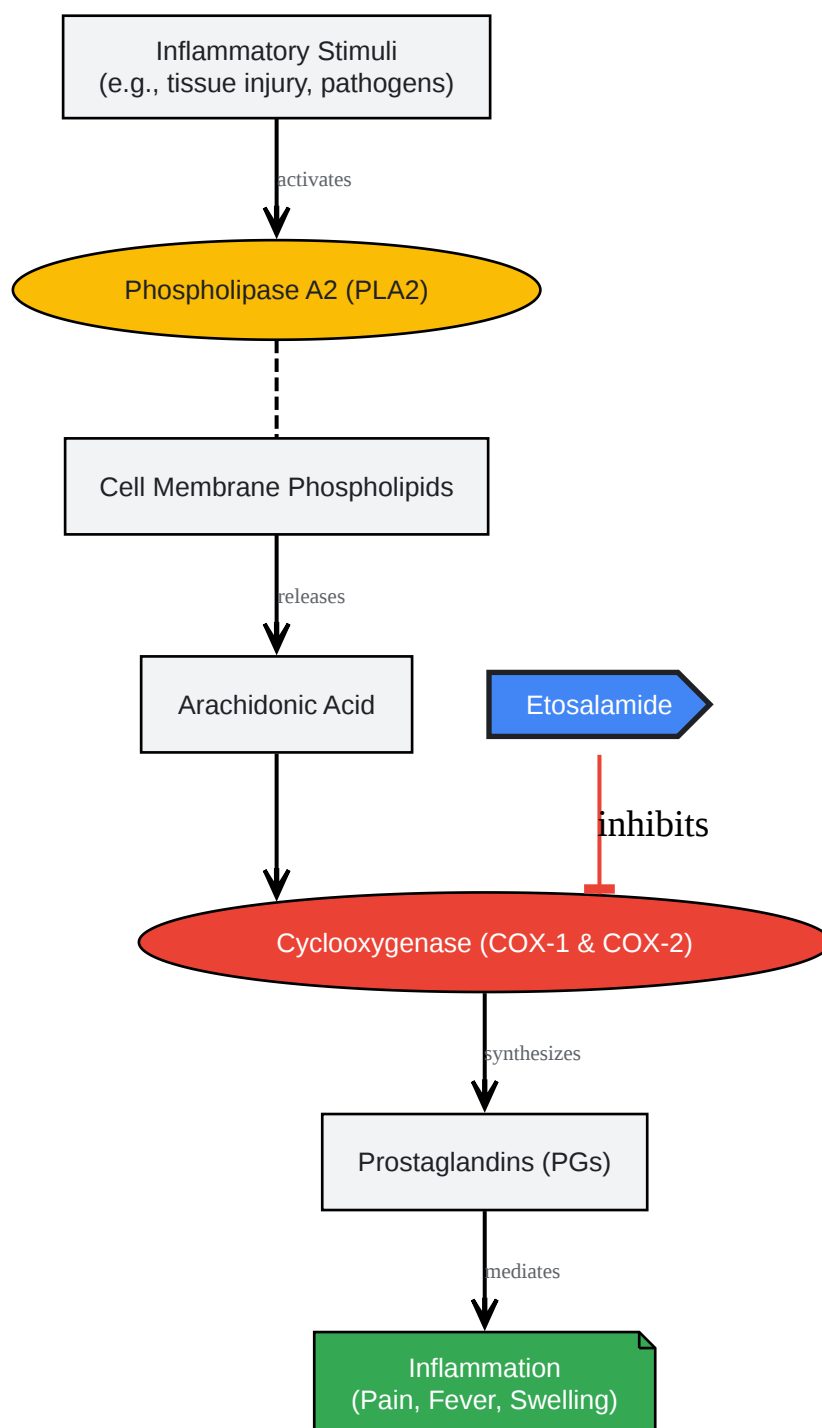 Inflammatory Stimuli
(e.g., tissue injury, pathogens)
activates
Phospholipase A2 (PLA2)
Cell Membrane Phospholipids
releases
Arachidonic Acid
Etosalamide
inhibits
Cyclooxygenase (COX-1 & COX-2)
synthesizes
Prostaglandins (PGs)
mediates
Inflammation
(Pain, Fever, Swelling)